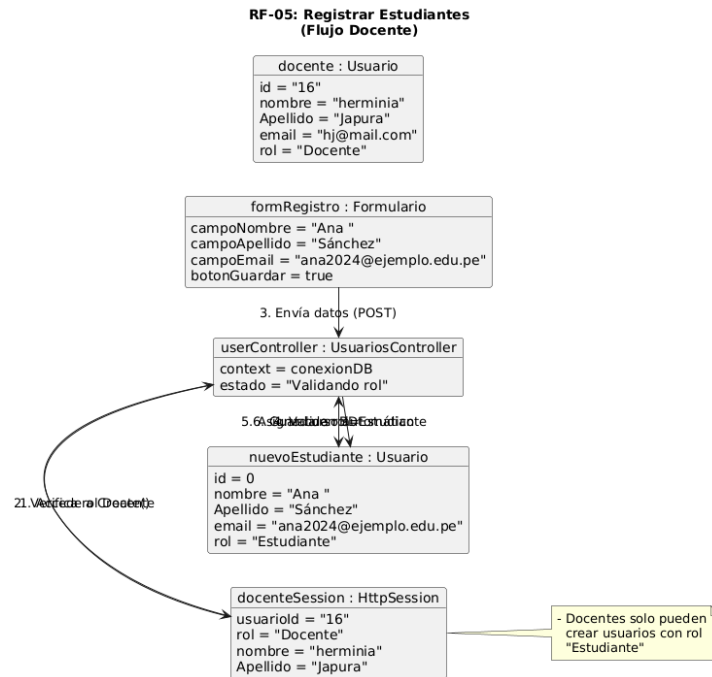 RF-05: Registrar Estudiantes
(Flujo Docente)
docente : Usuario
id = "16"
nombre = "herminia"
Apellido = "Japura"
email = "hj@mail.com"
rol = "Docente"
formRegistro : Formulario
campoNombre = "Ana "
campoApellido = "Sánchez"
campoEmail = "ana2024@ejemplo.edu.pe"
botonGuardar = true
3. Envía datos (POST)
userController : UsuariosController
context = conexionDB
estado = "Validando rol"
nuevoEstudiante : Usuario
id = 0
nombre = "Ana "
Apellido = "Sánchez"
email = "ana2024@ejemplo.edu.pe"
rol = "Estudiante"
docenteSession : HttpSession
usuarioId = "16"
rol = "Docente"
nombre = "herminia"
Apellido = "Japura"
- Docentes solo pueden
crear usuarios con rol
"Estudiante"